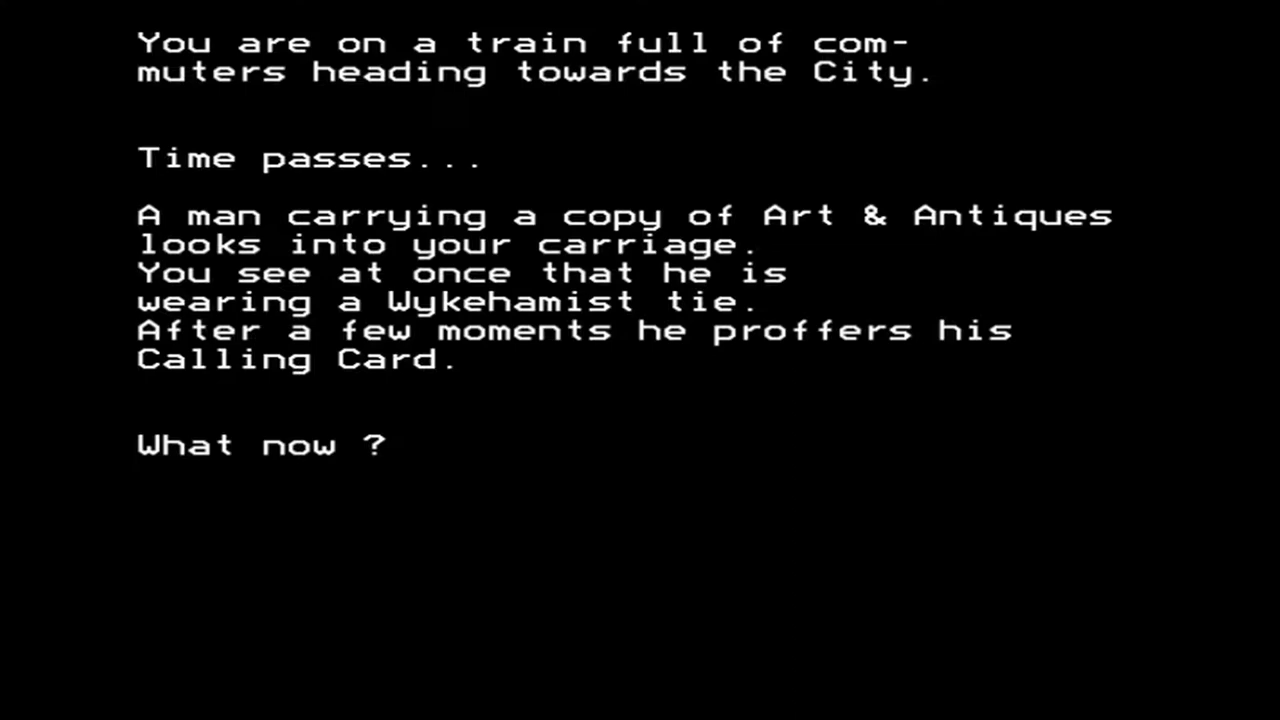 You are on a train full of com-
muters heading towards the City.
Time passes...
A man carrying a copy of Art & Antiques
looks into your carriage.
You see at once that he is
wearing a Wykehamist tie.
After a few moments he proffers his
Calling Card.
What now ?